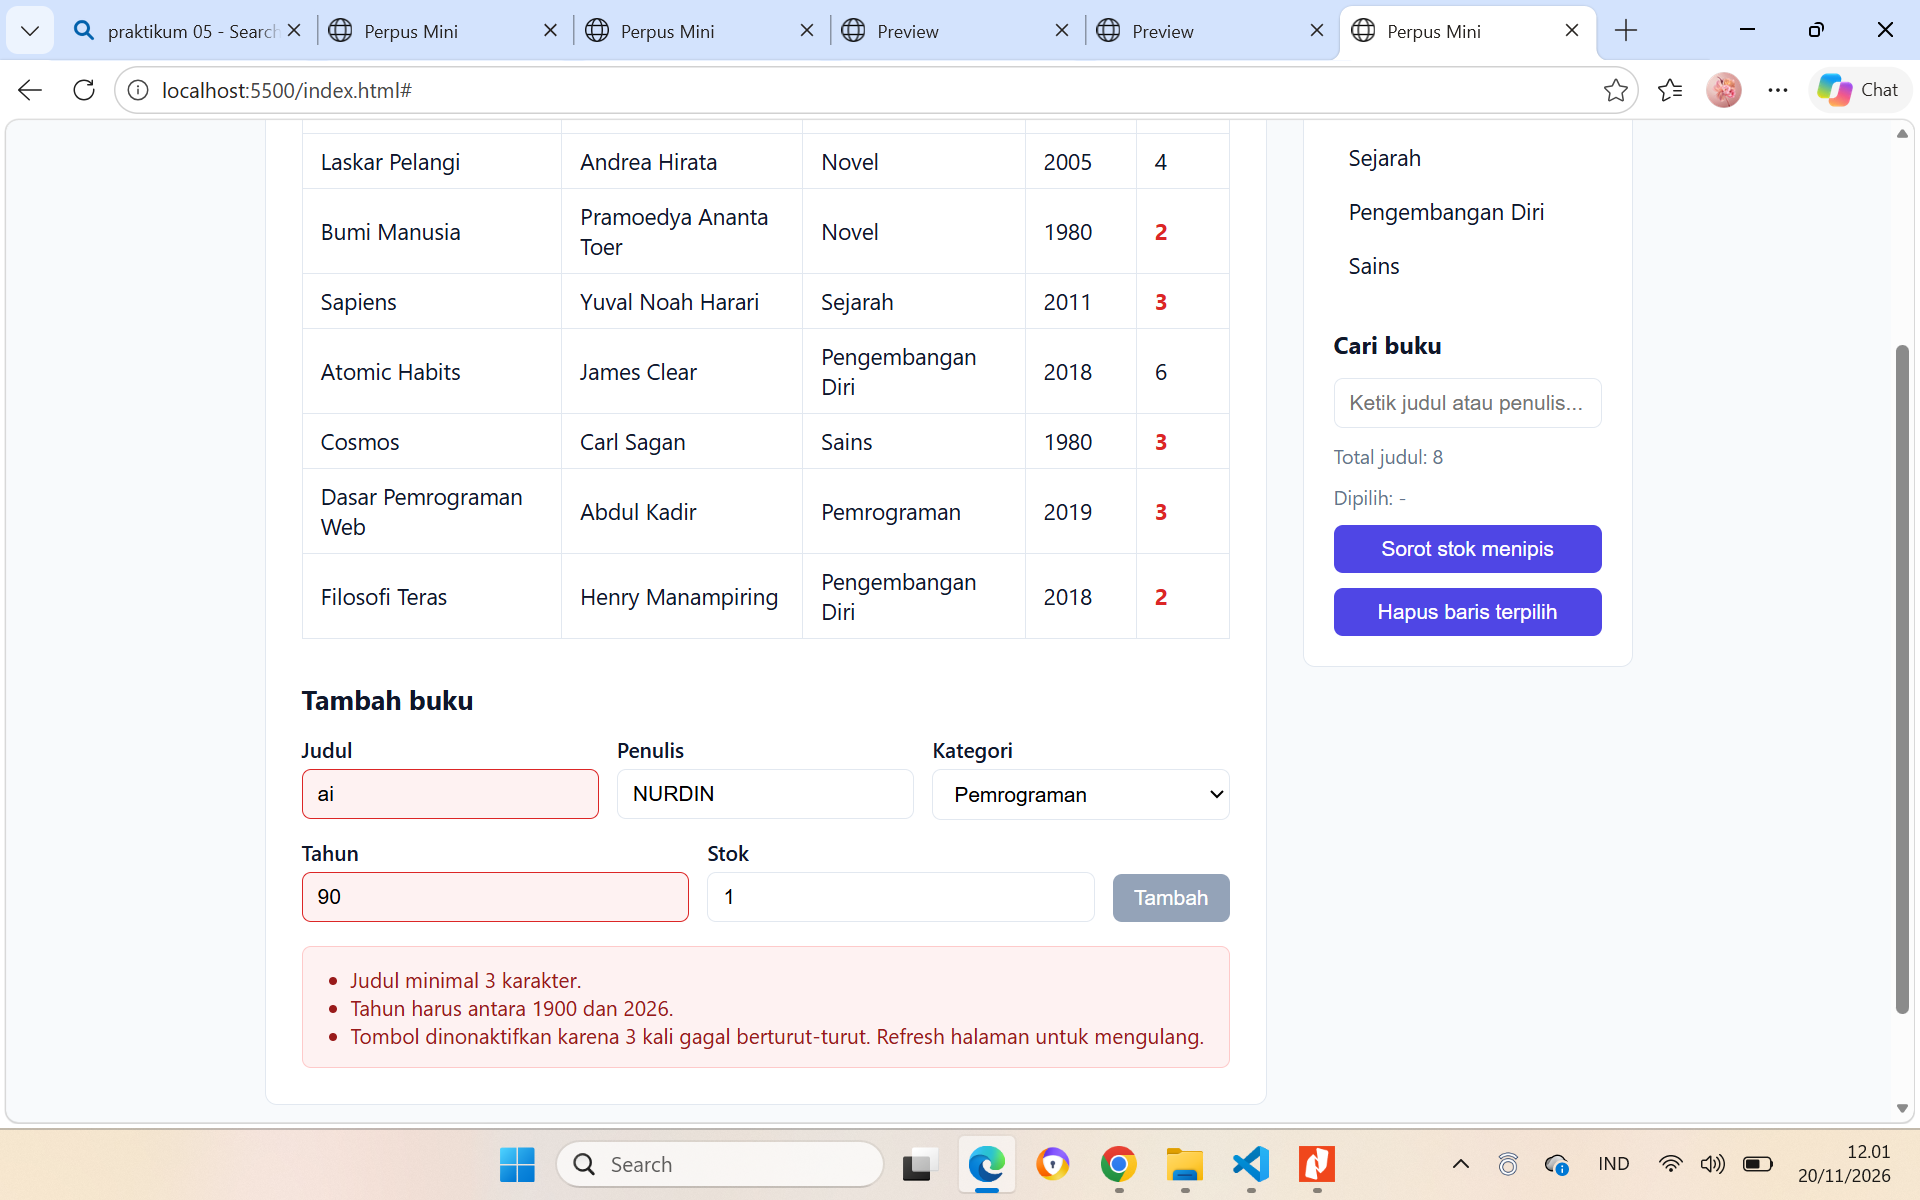 praktikum 05 - Search
Perpus Mini
Perpus Mini
Preview
Preview
Perpus Mini
localhost:5500/index.html#
Chat
Laskar Pelangi Andrea Hirata Novel 2005 4
Bumi Manusia Pramoedya Ananta Toer Novel 1980 2
Sapiens Yuval Noah Harari Sejarah 2011 3
Atomic Habits James Clear Pengembangan Diri 2018 6
Cosmos Carl Sagan Sains 1980 3
Dasar Pemrograman Web Abdul Kadir Pemrograman 2019 3
Filosofi Teras Henry Manampiring Pengembangan Diri 2018 2
Sejarah
Pengembangan Diri
Sains
Cari buku
Ketik judul atau penulis...
Total judul: 8
Dipilih: -
Sorot stok menipis
Hapus baris terpilih
Tambah buku
Judul Penulis Kategori
ai NURDIN Pemrograman
Tahun Stok
90 1 Tambah
Judul minimal 3 karakter.
Tahun harus antara 1900 dan 2026.
Tombol dinonaktifkan karena 3 kali gagal berturut-turut. Refresh halaman untuk mengulang.
Search
IND
12.01
20/11/2026